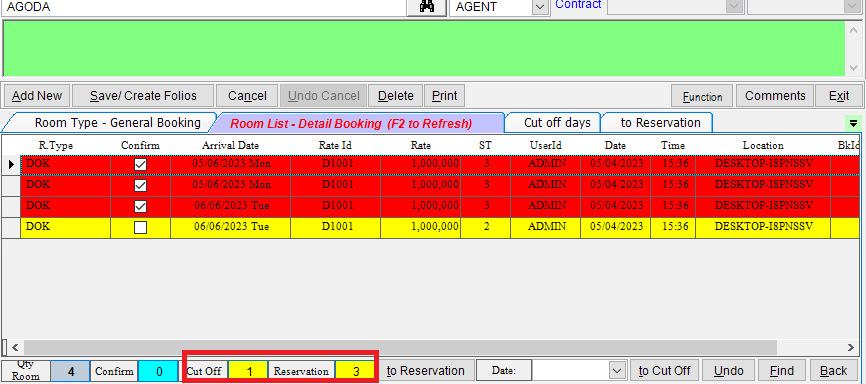 AGODA AGENT Contract
Add New Save/ Create Folios Cancel Undo Cancel Delete Print Function Comments Exit
Room Type - General Booking Room List - Detail Booking (F2 to Refresh) Cut off days to Reservation
R.Type Confirm Arrival Date Rate Id Rate ST UserId Date Time Location BkId
DOK 05/06/2023 Mon D1001 1,000,000 3 ADMIN 05/04/2023 15:36 DESKTOP-I8PNSSV
DOK 05/06/2023 Mon D1001 1,000,000 3 ADMIN 05/04/2023 15:36 DESKTOP-I8PNSSV
DOK 06/06/2023 Tue D1001 1,000,000 3 ADMIN 05/04/2023 15:36 DESKTOP-I8PNSSV
DOK 06/06/2023 Tue D1001 1,000,000 2 ADMIN 05/04/2023 15:36 DESKTOP-I8PNSSV
Qty Room 4 Confirm 0 Cut Off 1 Reservation 3 to Reservation Date: to Cut Off Undo Find Back